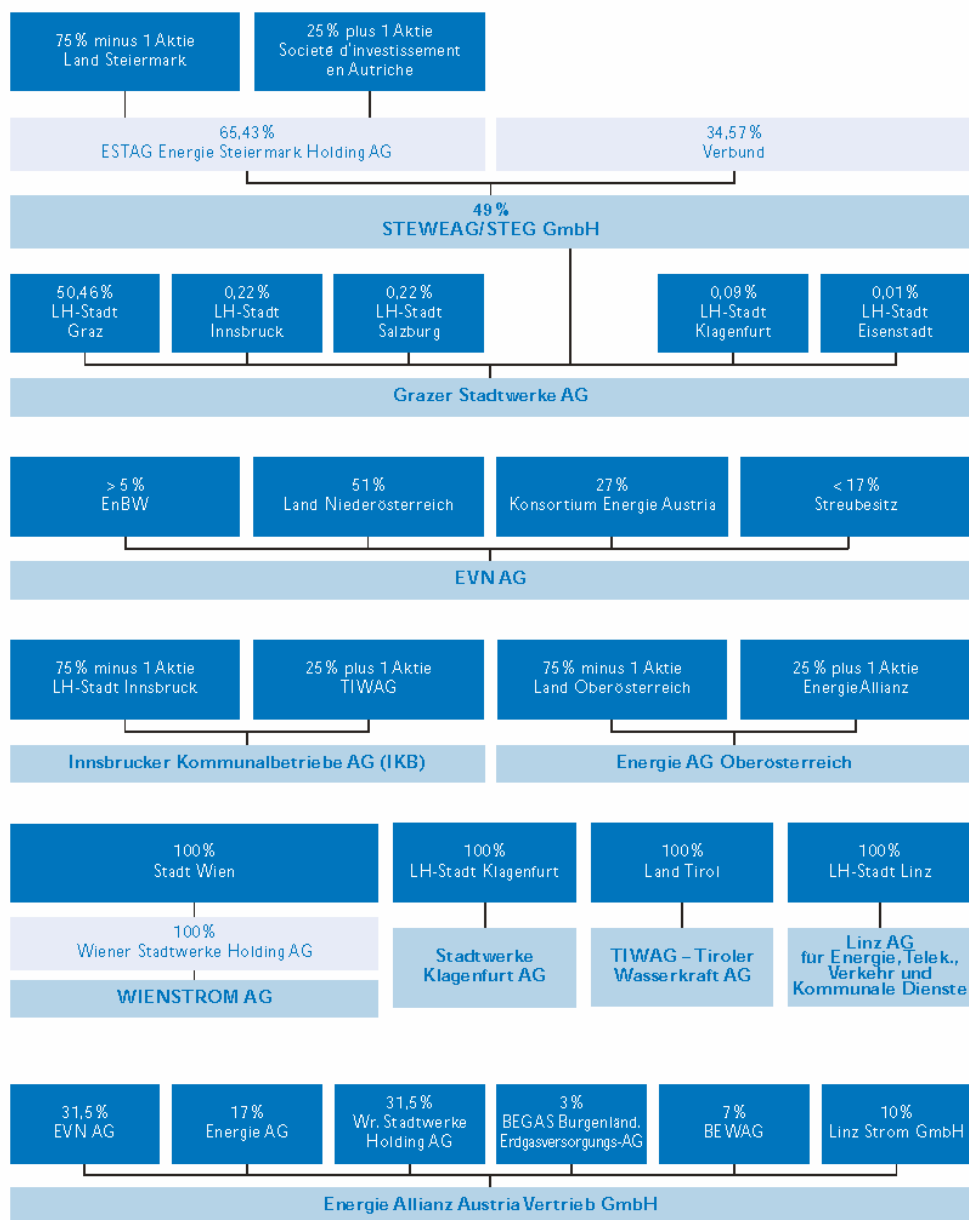 75% minus 1 Aktie
Land Steiermark
25% plus 1 Aktie
Societé d'investissement
en Autriche
65,43%
ESTAG Energie Steiermark Holding AG
34,57%
Verbund
49%
STEWEAG/STEG GmbH
50,46%
LH-Stadt
Graz
0,22%
LH-Stadt
Innsbruck
0,22%
LH-Stadt
Salzburg
0,09%
LH-Stadt
Klagenfurt
0,01%
LH-Stadt
Eisenstadt
Grazer Stadtwerke AG
> 5%
EnBW
51%
Land Niederösterreich
27%
Konsortium Energie Austria
< 17%
Streubesitz
EVN AG
75% minus 1 Aktie
LH-Stadt Innsbruck
25% plus 1 Aktie
TIWAG
75% minus 1 Aktie
Land Oberösterreich
25% plus 1 Aktie
EnergieAllianz
Innsbrucker Kommunalbetriebe AG (IKB)
Energie AG Oberösterreich
100%
Stadt Wien
100%
LH-Stadt Klagenfurt
100%
Land Tirol
100%
LH-Stadt Linz
100%
Wiener Stadtwerke Holding AG
WIENSTROM AG
Stadtwerke
Klagenfurt AG
TIWAG – Tiroler
Wasserkraft AG
Linz AG
für Energie, Telek.,
Verkehr und
Kommunale Dienste
31,5%
EVN AG
17%
Energie AG
31,5%
Wr. Stadtwerke
Holding AG
3%
BEGAS Burgenländ.
Erdgasversorgungs-AG
7%
BEWAG
10%
Linz Strom GmbH
Energie Allianz Austria Vertrieb GmbH